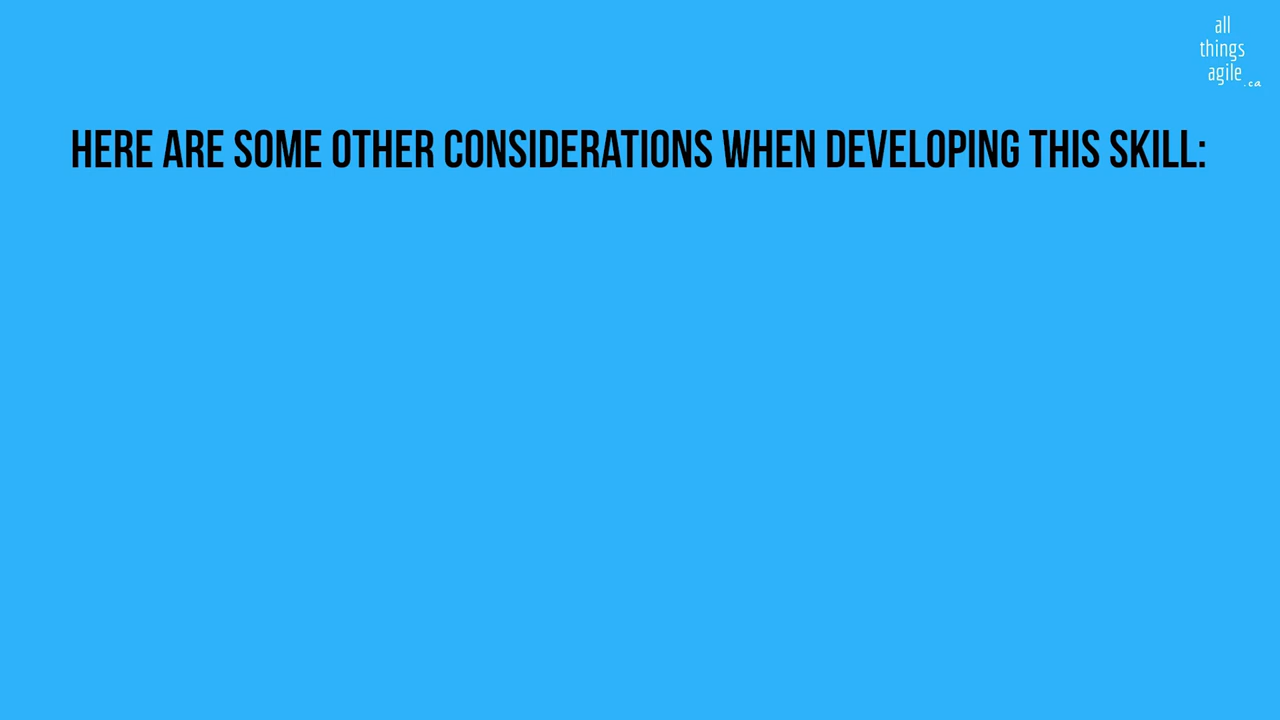 all
things
agile.ca
HERE ARE SOME OTHER CONSIDERATIONS WHEN DEVELOPING THIS SKILL: